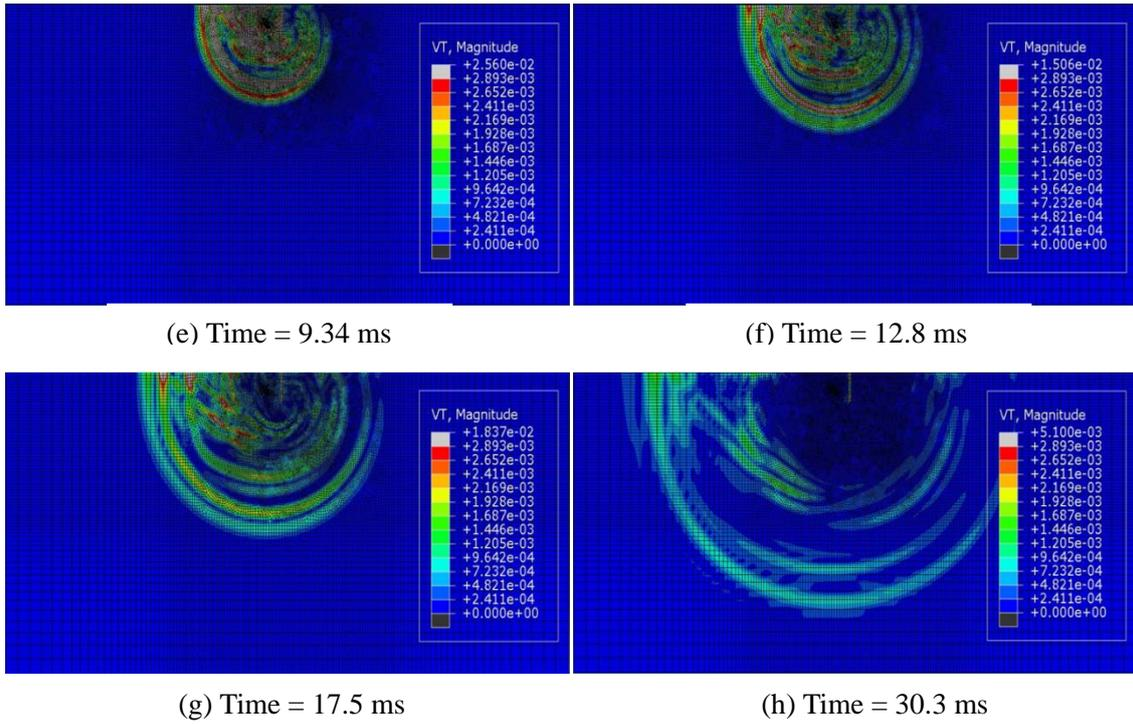 VT, Magnitude
+2.560e-02
+2.893e-03
+2.652e-03
+2.411e-03
+2.169e-03
+1.928e-03
+1.687e-03
+1.446e-03
+1.205e-03
+9.642e-04
+7.232e-04
+4.821e-04
+2.411e-04
+0.000e+00
VT, Magnitude
+1.506e-02
+2.893e-03
+2.652e-03
+2.411e-03
+2.169e-03
+1.928e-03
+1.687e-03
+1.446e-03
+1.205e-03
+9.642e-04
+7.232e-04
+4.821e-04
+2.411e-04
+0.000e+00
(e) Time = 9.34 ms
(f) Time = 12.8 ms
VT, Magnitude
+1.837e-02
+2.893e-03
+2.652e-03
+2.411e-03
+2.169e-03
+1.928e-03
+1.687e-03
+1.446e-03
+1.205e-03
+9.642e-04
+7.232e-04
+4.821e-04
+2.411e-04
+0.000e+00
VT, Magnitude
+5.100e-03
+2.893e-03
+2.652e-03
+2.411e-03
+2.169e-03
+1.928e-03
+1.687e-03
+1.446e-03
+1.205e-03
+9.642e-04
+7.232e-04
+4.821e-04
+2.411e-04
+0.000e+00
(g) Time = 17.5 ms
(h) Time = 30.3 ms